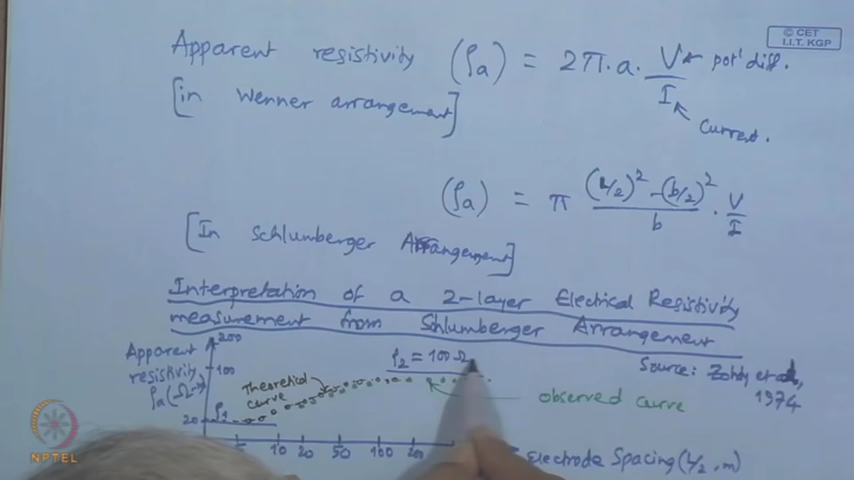 © CET
I.I.T. KGP
Apparent resistivity (ρa) = 2π.a. V/I
pot'l diff.
[in Wenner arrangement]
Current.
(ρa) = π (L/2)² - (b/2)² / b . V/I
[In Schlumberger Arrangement]
Interpretation of a 2-layer Electrical Resistivity
measurement from Schlumberger Arrangement
Source: Zohdy et al,
1974
Apparent
resistivity,
ρa (Ω-m)
200
100
20
ρ1
Theoretical
curve
ρ2 = 100 Ω
observed curve
10 20 50 100 200
Electrode Spacing (L/2, m)
NPTEL